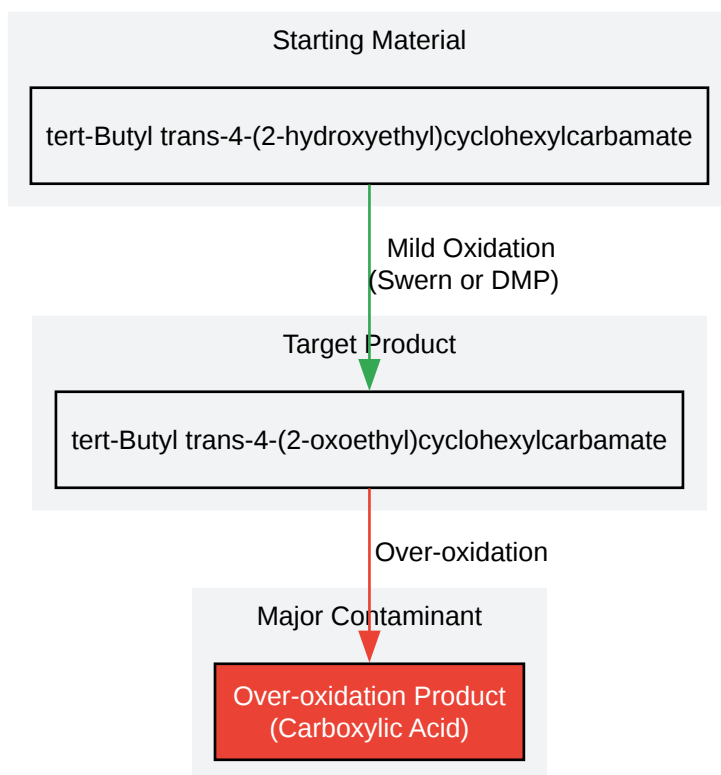 Starting Material
tert-Butyl trans-4-(2-hydroxyethyl)cyclohexylcarbamate
Mild Oxidation
(Swern or DMP)
Target Product
tert-Butyl trans-4-(2-oxoethyl)cyclohexylcarbamate
Over-oxidation
Major Contaminant
Over-oxidation Product
(Carboxylic Acid)